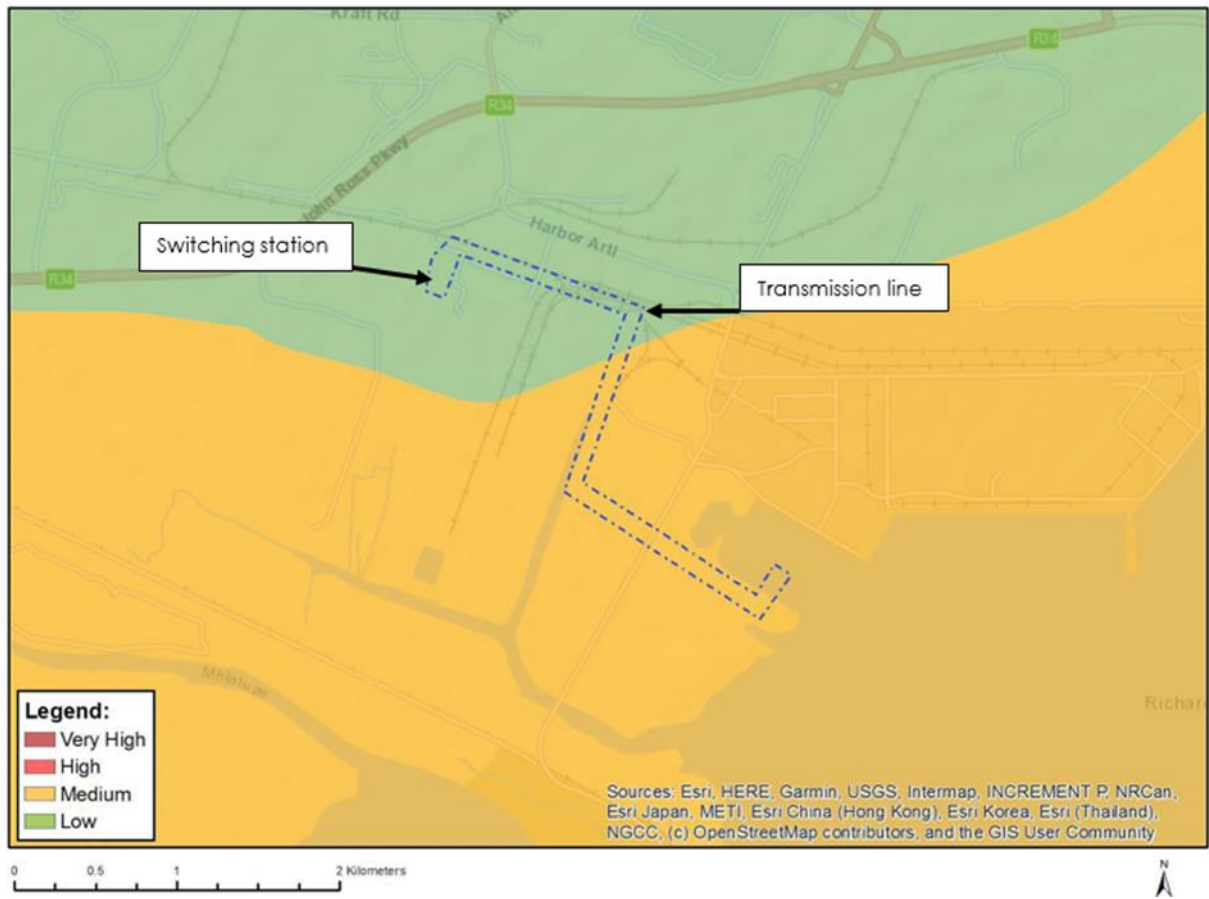 Kraft Rd
R34
R34
John Ross Pkwy
Harbor Artl
Switching station
R34
Transmission line
Mhlatuze
Legend:
Very High
High
Medium
Low
Sources: Esri, HERE, Garmin, USGS, Intermap, INCREMENT P, NRCan,
Esri Japan, METI, Esri China (Hong Kong), Esri Korea, Esri (Thailand),
NGCC, (c) OpenStreetMap contributors, and the GIS User Community
0 0.5 1 2 Kilometers
N